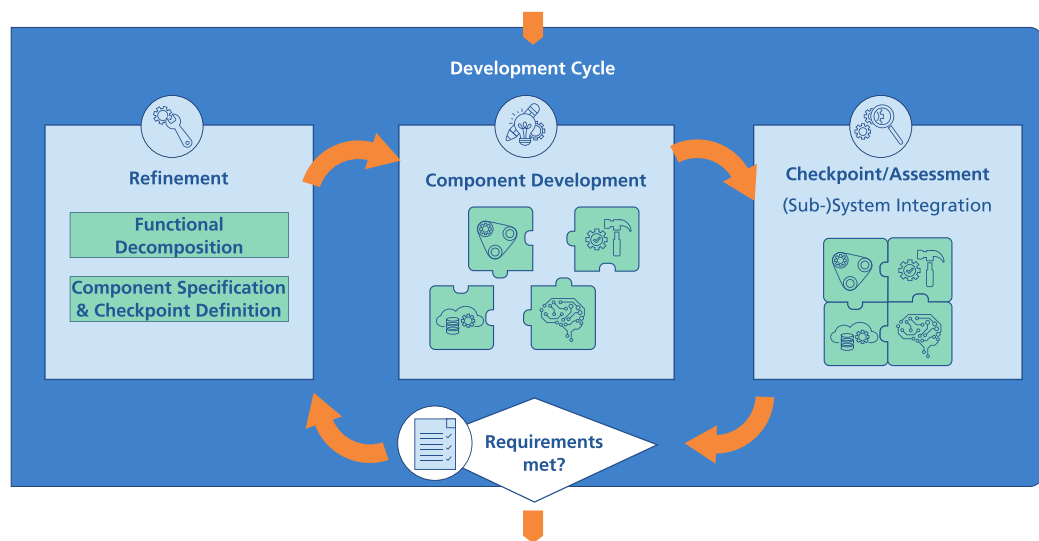 Development Cycle
Refinement
Functional
Decomposition
Component Specification
& Checkpoint Definition
Component Development
Checkpoint/Assessment
(Sub-)System Integration
Requirements
met?